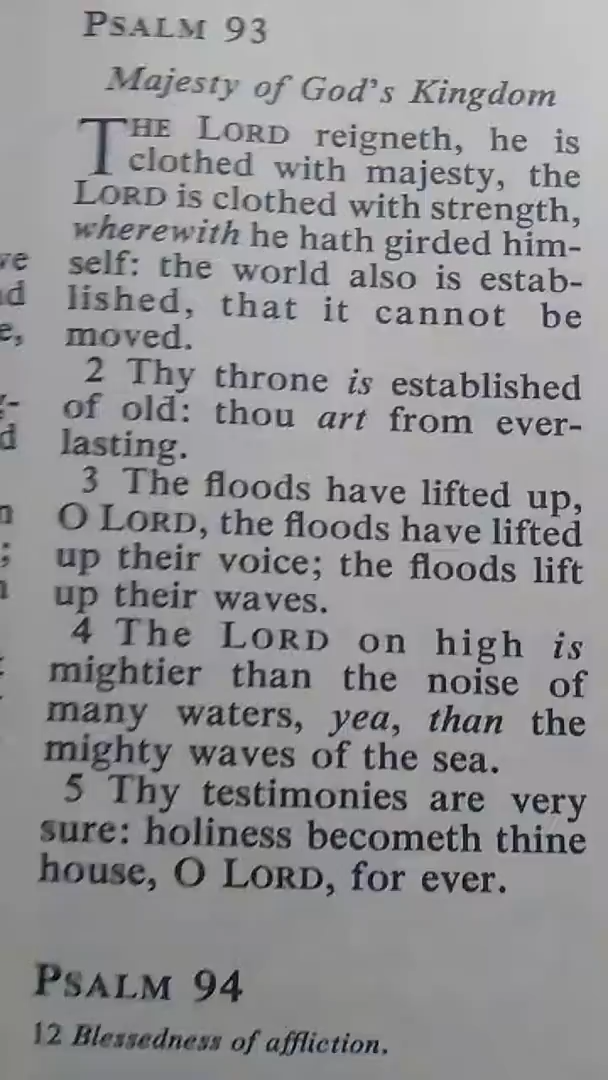 PSALM 93
Majesty of God's Kingdom
THE LORD reigneth, he is
clothed with majesty, the
LORD is clothed with strength,
wherewith he hath girded him-
self: the world also is estab-
lished, that it cannot be
moved.
2 Thy throne is established
of old: thou art from ever-
lasting.
3 The floods have lifted up,
O LORD, the floods have lifted
up their voice; the floods lift
up their waves.
4 The LORD on high is
mightier than the noise of
many waters, yea, than the
mighty waves of the sea.
5 Thy testimonies are very
sure: holiness becometh thine
house, O LORD, for ever.
PSALM 94
12 Blessedness of affliction.